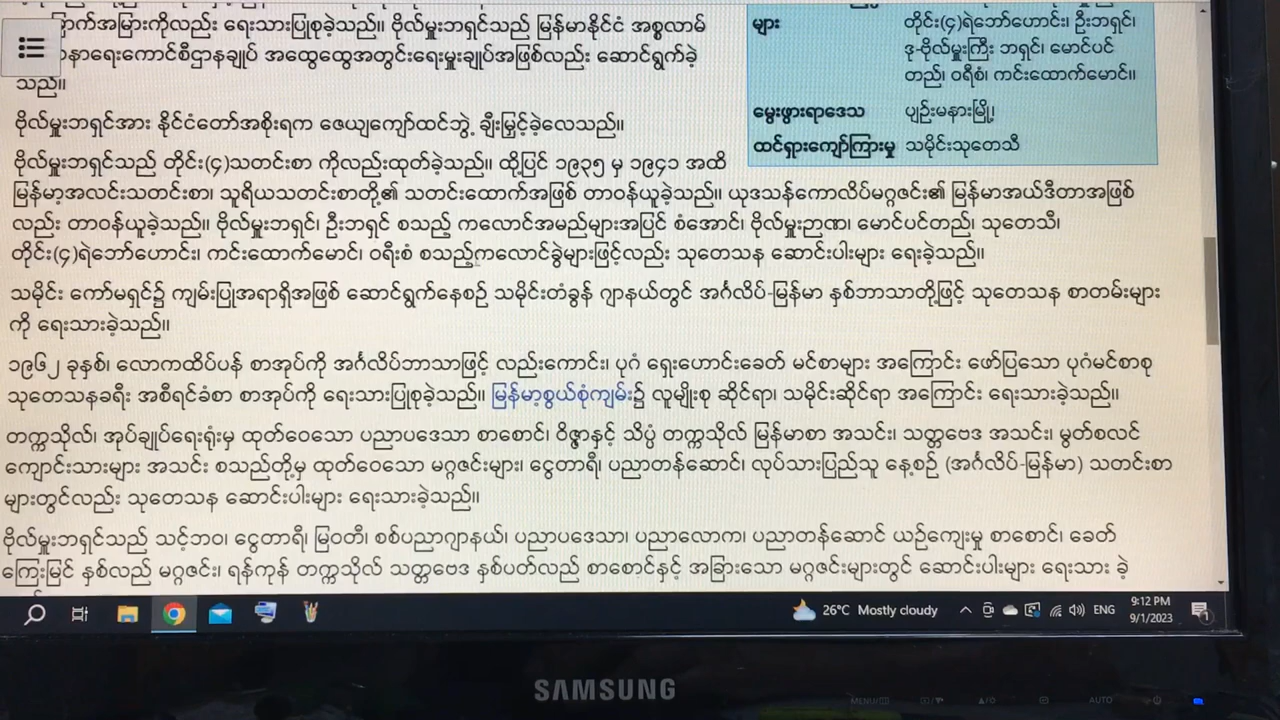 အမြားကိုလည်း ရေးသားပြုစုခဲ့သည်။ ဗိုလ်မှူးဘရှင်သည် မြန်မာနိုင်ငံ အစ္စလာမ်
နာရေးကောင်စီဌာနချုပ် အထွေထွေအတွင်းရေးမှူးချုပ်အဖြစ်လည်း ဆောင်ရွက်ခဲ့
သည်။
များ
တိုင်း(၄)ရဲဘော်ဟောင်း၊ ဦးဘရှင်၊
ဒု-ဗိုလ်မှူးကြီး ဘရှင်၊ မောင်ပင်
တည်၊ ဝရီစံ၊ ကင်းထောက်မောင်။
မွေးဖွားရာဒေသ ပျဉ်းမနားမြို့၊
ထင်ရှားကျော်ကြားမှု သမိုင်းသုတေသီ
ဗိုလ်မှူးဘရှင်အား နိုင်ငံတော်အစိုးရက ဇေယျကျော်ထင်ဘွဲ့ ချီးမြှင့်ခဲ့လေသည်။
ဗိုလ်မှူးဘရှင်သည် တိုင်း(၄)သတင်းစာ ကိုလည်းထုတ်ခဲ့သည်။ ထို့ပြင် ၁၉၃၅ မှ ၁၉၄၁ အထိ
မြန်မာ့အလင်းသတင်းစာ၊ သူရိယသတင်းစာတို့၏ သတင်းထောက်အဖြစ် တာဝန်ယူခဲ့သည်။ ယုဒသန်ကောလိပ်မဂ္ဂဇင်း၏ မြန်မာအယ်ဒီတာအဖြစ်
လည်း တာဝန်ယူခဲ့သည်။ ဗိုလ်မှူးဘရှင်၊ ဦးဘရှင် စသည့် ကလောင်အမည်များအပြင် စံအောင်၊ ဗိုလ်မှူးဉာဏ၊ မောင်ပင်တည်၊ သုတေသီ၊
တိုင်း(၄)ရဲဘော်ဟောင်း၊ ကင်းထောက်မောင်၊ ဝရီးစံ စသည့်ကလောင်ခွဲများဖြင့်လည်း သုတေသန ဆောင်းပါးများ ရေးခဲ့သည်။
သမိုင်း ကော်မရှင်၌ ကျမ်းပြုအရာရှိအဖြစ် ဆောင်ရွက်နေစဉ် သမိုင်းတံခွန် ဂျာနယ်တွင် အင်္ဂလိပ်-မြန်မာ နှစ်ဘာသာတို့ဖြင့် သုတေသန စာတမ်းများ
ကို ရေးသားခဲ့သည်။
၁၉၆၂ ခုနှစ်၊ လောကထိပ်ပန် စာအုပ်ကို အင်္ဂလိပ်ဘာသာဖြင့် လည်းကောင်း၊ ပုဂံ ရှေးဟောင်းခေတ် မင်စာများ အကြောင်း ဖော်ပြသော ပုဂံမင်စာစု
သုတေသနခရီး အစီရင်ခံစာ စာအုပ်ကို ရေးသားပြုစုခဲ့သည်။ မြန်မာ့စွယ်စုံကျမ်း၌ လူမျိုးစု ဆိုင်ရာ၊ သမိုင်းဆိုင်ရာ အကြောင်း ရေးသားခဲ့သည်။
တက္ကသိုလ်၊ အုပ်ချုပ်ရေးရုံးမှ ထုတ်ဝေသော ပညာပဒေသာ စာစောင်၊ ဝိဇ္ဇာနှင့် သိပ္ပံ တက္ကသိုလ် မြန်မာစာ အသင်း၊ သတ္တဗေဒ အသင်း၊ မွတ်စလင်
ကျောင်းသားများ အသင်း စသည်တို့မှ ထုတ်ဝေသော မဂ္ဂဇင်းများ၊ ငွေတာရီ၊ ပညာတန်ဆောင်၊ လုပ်သားပြည်သူ နေ့စဉ် (အင်္ဂလိပ်-မြန်မာ) သတင်းစာ
များတွင်လည်း သုတေသန ဆောင်းပါးများ ရေးသားခဲ့သည်။
ဗိုလ်မှူးဘရှင်သည် သင့်ဘဝ၊ ငွေတာရီ၊ မြဝတီ၊ စစ်ပညာဂျာနယ်၊ ပညာပဒေသာ၊ ပညာလောက၊ ပညာတန်ဆောင် ယဉ်ကျေးမှု စာစောင်၊ ခေတ်
ကြေးမြင် နှစ်လည် မဂ္ဂဇင်း၊ ရန်ကုန် တက္ကသိုလ် သတ္တဗေဒ နှစ်ပတ်လည် စာစောင်နှင့် အခြားသော မဂ္ဂဇင်းများတွင် ဆောင်းပါးများ ရေးသား ခဲ့
26°C Mostly cloudy
ENG
9:12 PM
9/1/2023
1
SAMSUNG
MENU
AUTO